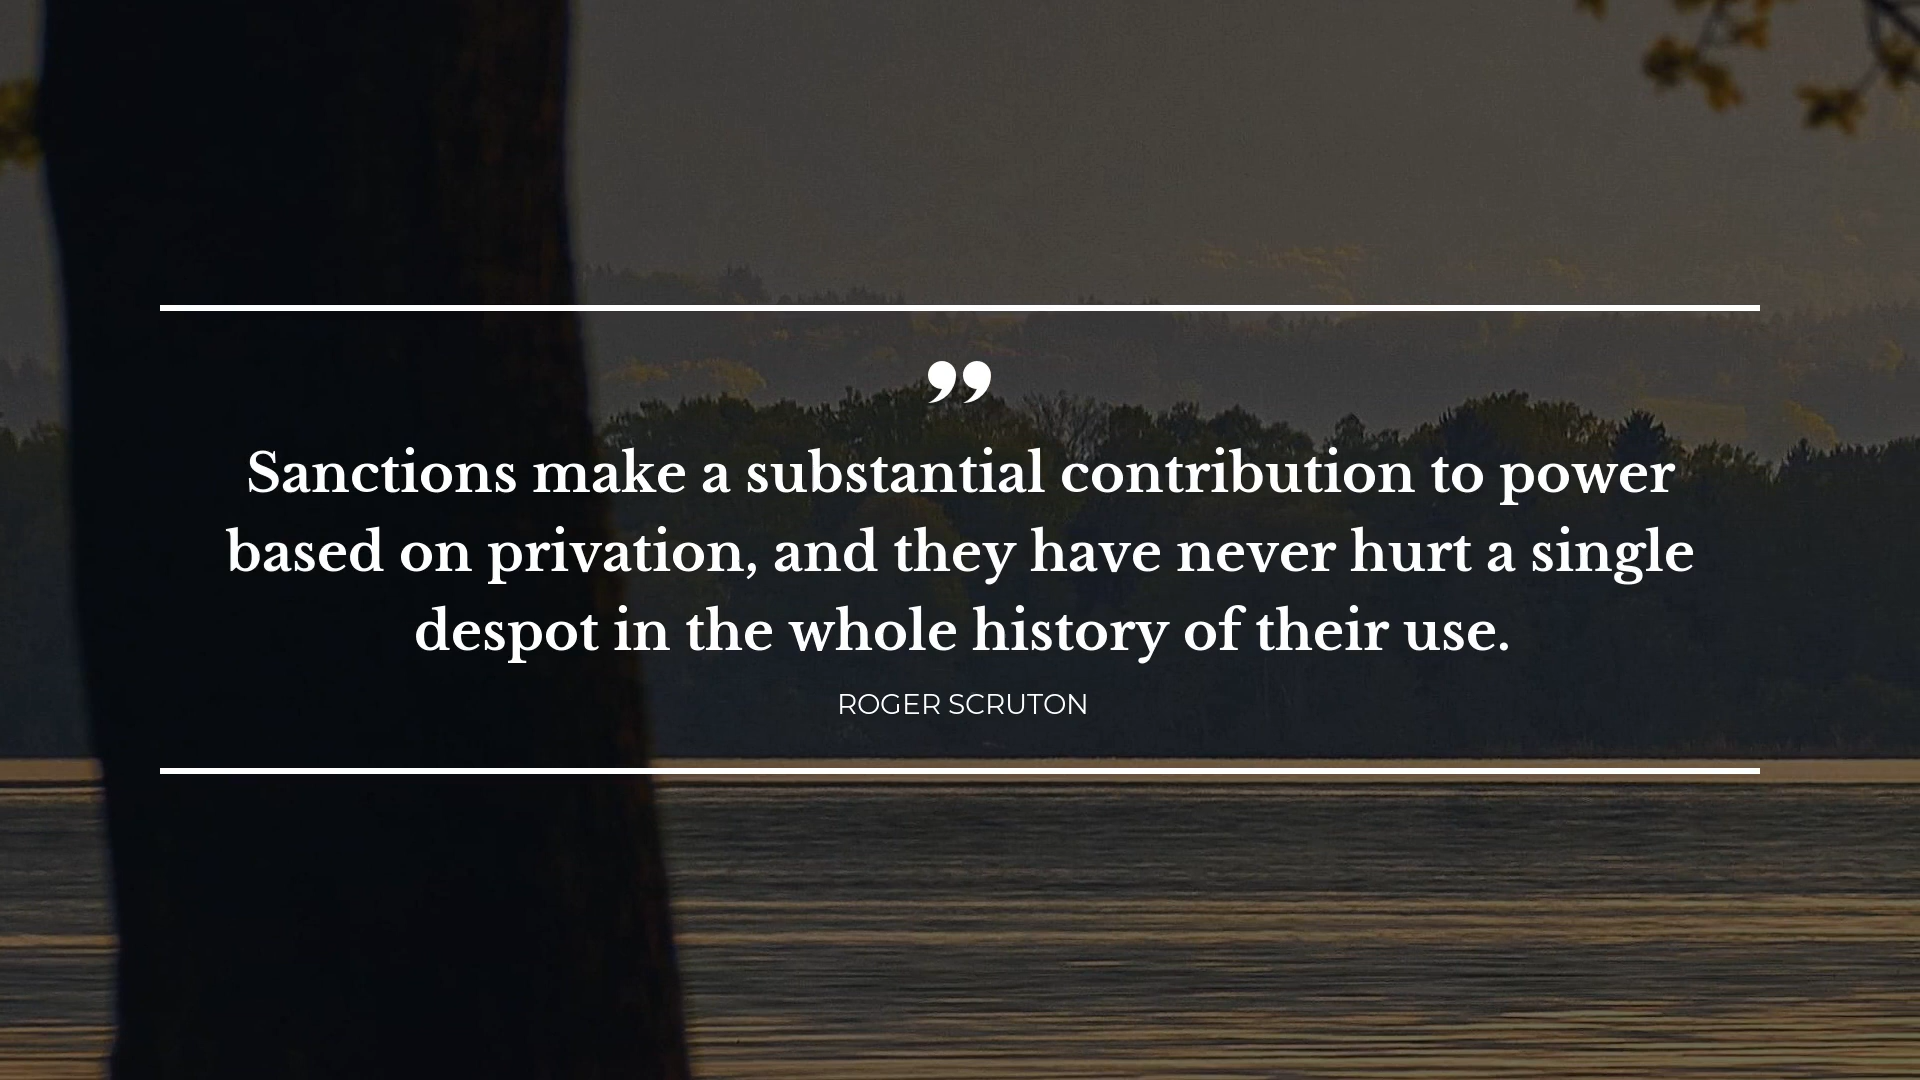 ”
Sanctions make a substantial contribution to power
based on privation, and they have never hurt a single
despot in the whole history of their use.
ROGER SCRUTON